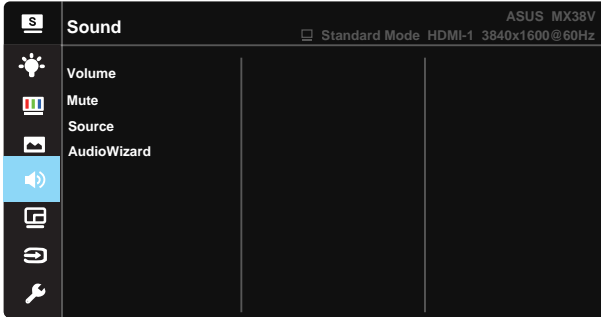 S
Sound
ASUS MX38V
Standard Mode HDMI-1 3840x1600@60Hz
Volume
Mute
Source
AudioWizard